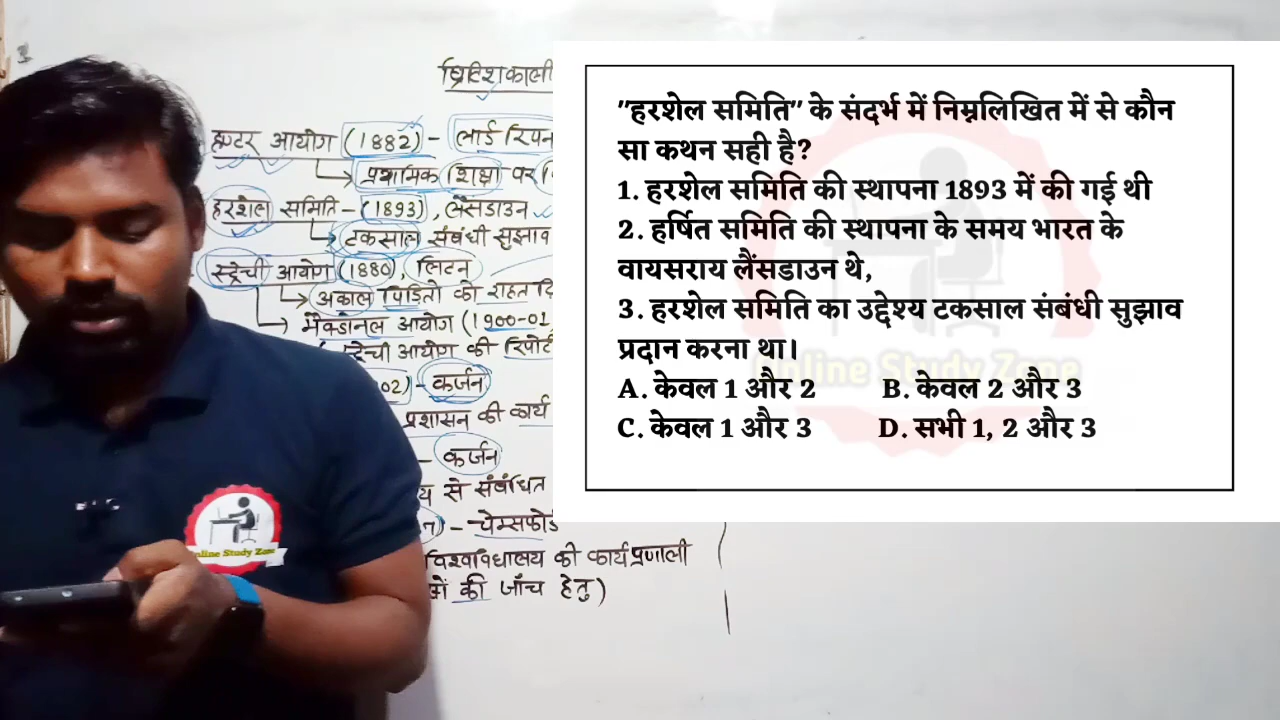 ब्रिटिशकाली
हण्टर आयोग (1882) - लार्ड रिपन
प्राथमिक शिक्षा पर
हरशेल समिति - (1893), लैंसडाउन
टकसाल संबंधी सुझाव
स्ट्रेची आयोग (1880), लिटन
अकाल पिडितो को राहत
मैक्डोनल आयोग (1900-01
स्ट्रेची आयोग की रिपोर्ट
02) - कर्जन
प्रशासन की कार्य
- कर्जन
य से संबंधित
- चेम्सफोर्ड
विश्वविधालय की कार्यप्रणाली
की जाँच हेतु)
"हरशेल समिति" के संदर्भ में निम्नलिखित में से कौन
सा कथन सही है?
1. हरशेल समिति की स्थापना 1893 में की गई थी
2. हर्षित समिति की स्थापना के समय भारत के
वायसराय लैंसडाउन थे,
3. हरशेल समिति का उद्देश्य टकसाल संबंधी सुझाव
प्रदान करना था।
A. केवल 1 और 2 B. केवल 2 और 3
C. केवल 1 और 3 D. सभी 1, 2 और 3
Online Study Zone
nline Study Zone